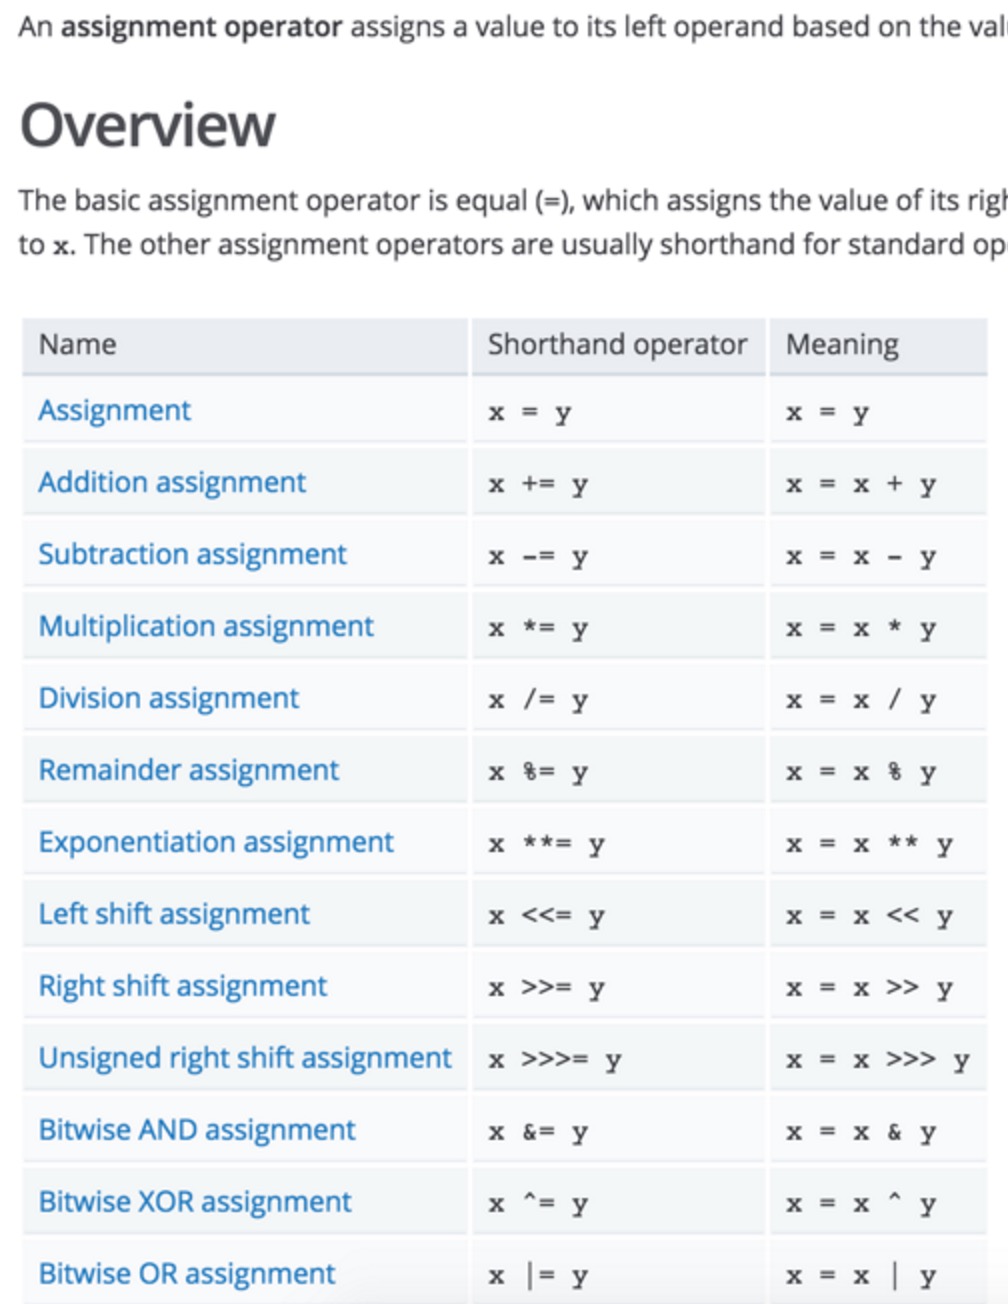 An assignment operator assigns a value to its left operand based on the
Overview
The basic assignment operator is equal (=), which assigns the value of its
to x. The other assignment operators are usually shorthand for standard
Name Shorthand operator Meaning
Assignment x = y x = y
Addition assignment x += y x = x + y
Subtraction assignment x -= y x = x - y
Multiplication assignment x *= y x = x * y
Division assignment x /= y x = x / y
Remainder assignment x %= y x = x % y
Exponentiation assignment x **= y x = x ** y
Left shift assignment x <<= y x = x << y
Right shift assignment x >>= y x = x >> y
Unsigned right shift assignment x >>>= y x = x >>> y
Bitwise AND assignment x &= y x = x & y
Bitwise XOR assignment x ^= y x = x ^ y
Bitwise OR assignment x |= y x = x | y